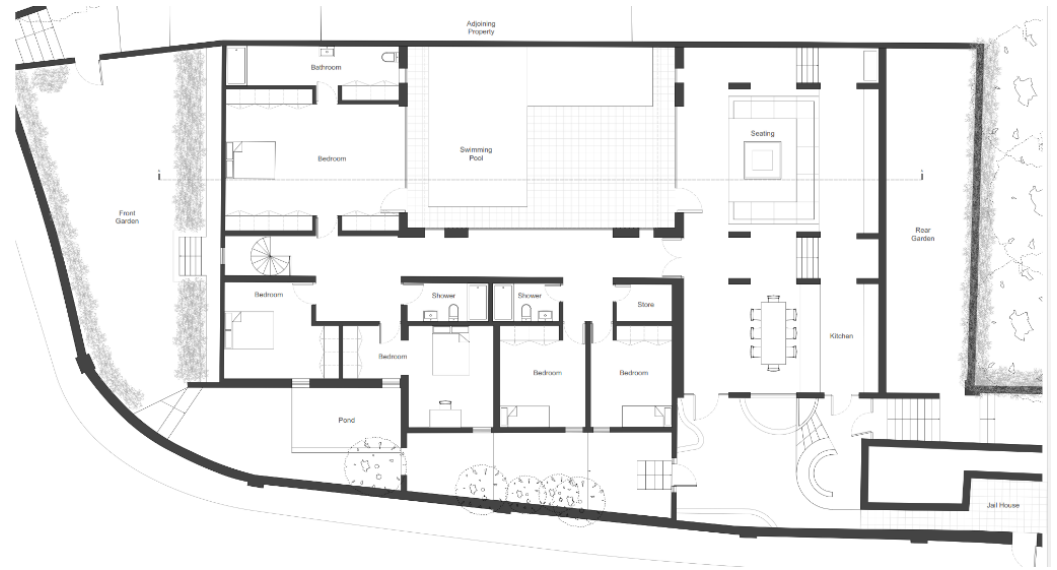 Adjoining
Property
Bathroom
Bedroom
Swimming
Pool
Seating
Front
Garden
Rear
Garden
Bedroom
Shower
Shower
Store
Bedroom
Bedroom
Bedroom
Kitchen
Pond
Jail House